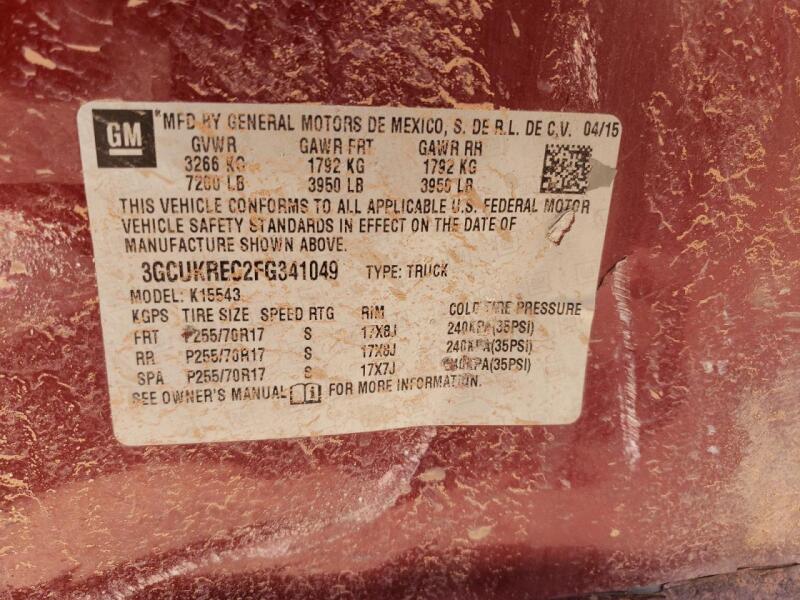 GM
*MFD BY GENERAL MOTORS DE MEXICO, S. DE R.L. DE C.V. 04/15
GVWR GAWR FRT GAWR RR
3266 KG 1792 KG 1792 KG
7200 LB 3950 LB 3950 LB
THIS VEHICLE CONFORMS TO ALL APPLICABLE U.S. FEDERAL MOTOR
VEHICLE SAFETY STANDARDS IN EFFECT ON THE DATE OF
MANUFACTURE SHOWN ABOVE.
3GCUKREC2FG341049 TYPE: TRUCK
MODEL: K15543
KGPS TIRE SIZE SPEED RTG RIM COLD TIRE PRESSURE
FRT P255/70R17 S 17X8J 240KPA(35PSI)
RR P255/70R17 S 17X8J 240KPA(35PSI)
SPA P255/70R17 S 17X7J 240KPA(35PSI)
SEE OWNER'S MANUAL FOR MORE INFORMATION.